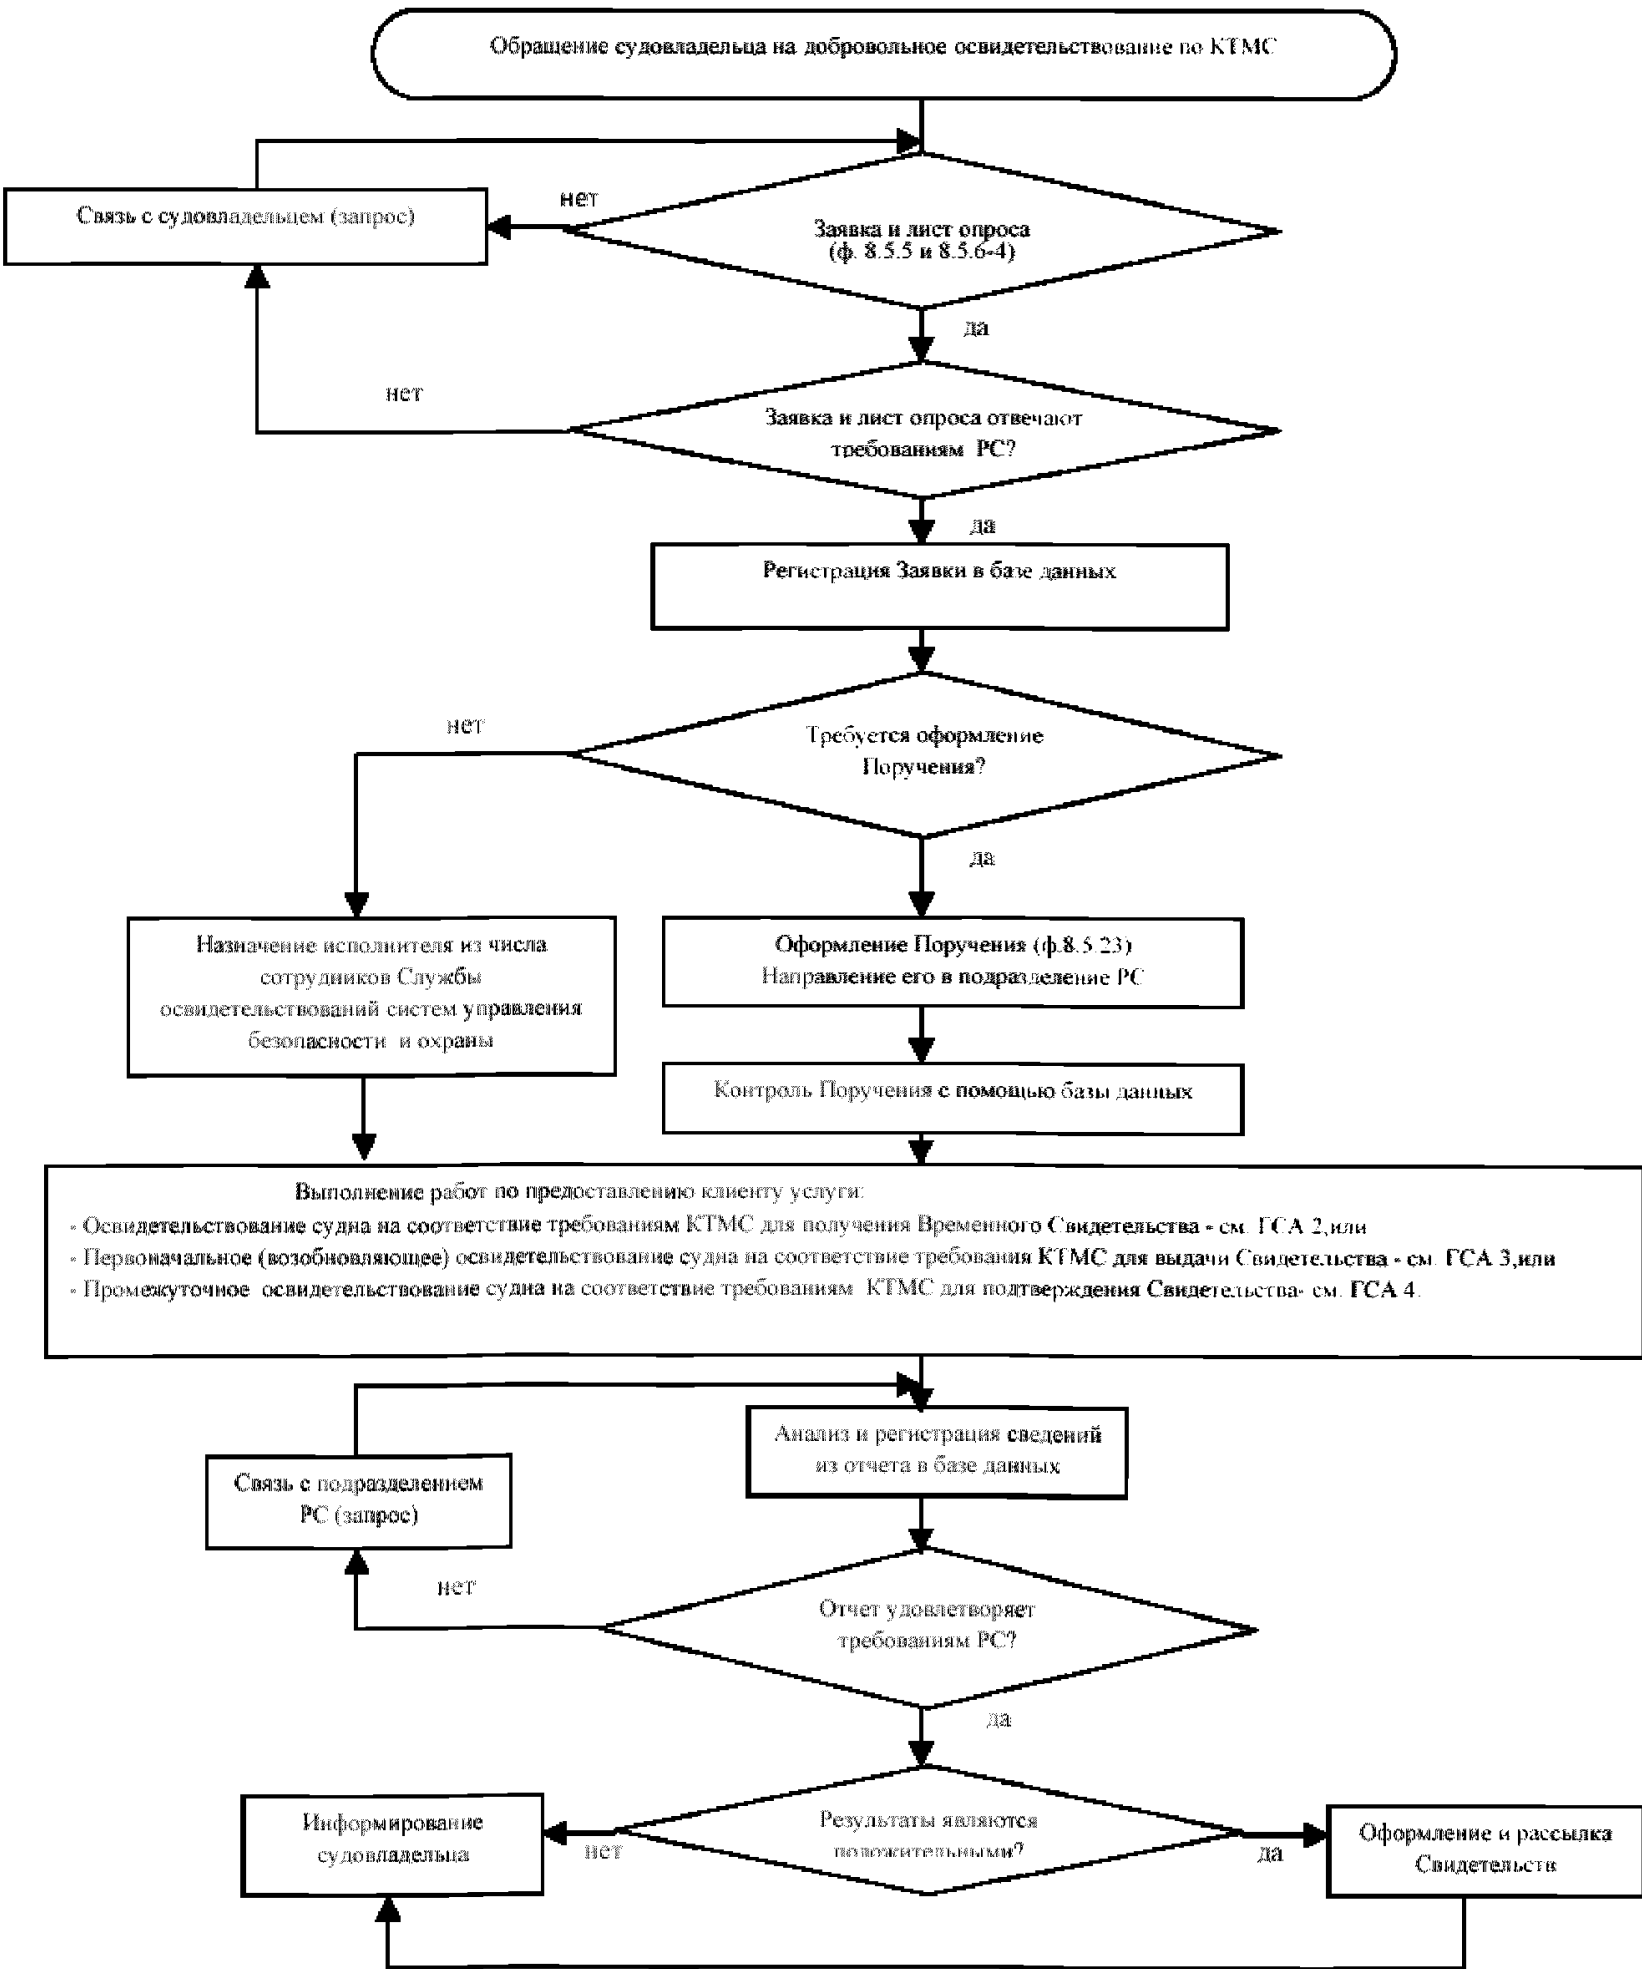 Обращение судовладельца на добровольное освидетельствование по КТМС
нет
Связь с судовладельцем (запрос)
Заявка и лист опроса
(ф. 8.5.5 и 8.5.6-4)
да
нет
Заявка и лист опроса отвечают
требованиям РС?
да
Регистрация Заявки в базе данных
нет
Требуется оформление
Поручения?
да
Назначение исполнителя из числа
сотрудников Службы
освидетельствований систем управления
безопасности и охраны
Оформление Поручения (ф.8.5.23)
Направление его в подразделение РС
Контроль Поручения с помощью базы данных
Выполнение работ по предоставлению клиенту услуги:
- Освидетельствование судна на соответствие требованиям КТМС для получения Временного Свидетельства - см. ГСА 2,или
- Первоначальное (возобновляющее) освидетельствование судна на соответствие требования КТМС для выдачи Свидетельства - см. ГСА 3,или
- Промежуточное освидетельствование судна на соответствие требованиям КТМС для подтверждения Свидетельства- см. ГСА 4.
Анализ и регистрация сведений
из отчета в базе данных
Связь с подразделением
РС (запрос)
нет
Отчет удовлетворяет
требованиям РС?
да
Информирование
судовладельца
нет
Результаты являются
положительными?
да
Оформление и рассылка
Свидетельств